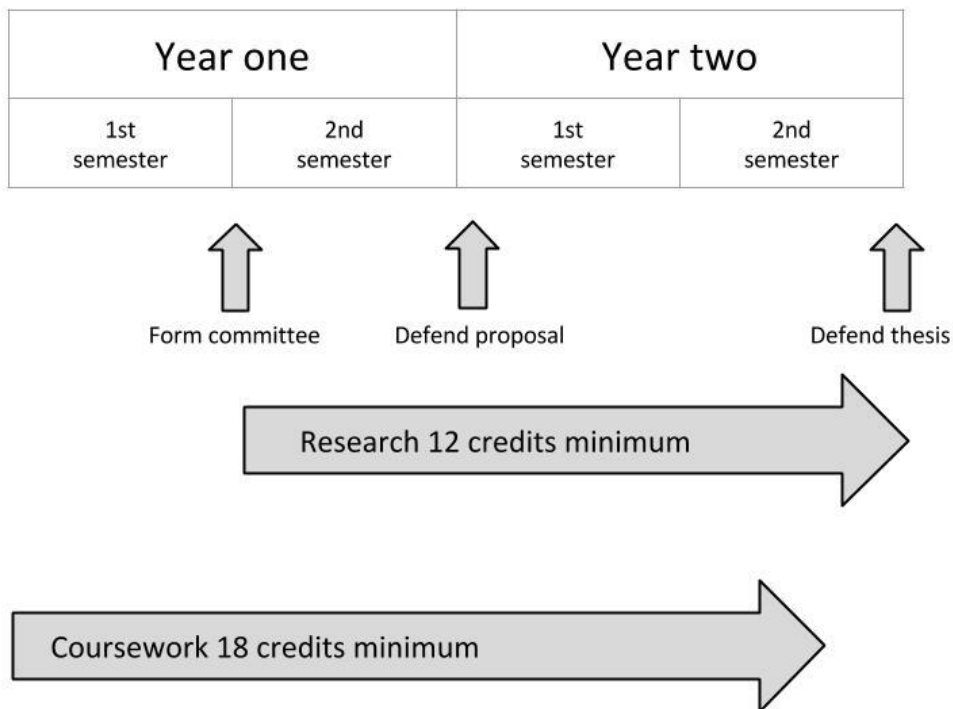 Year one
Year two
1st
semester
2nd
semester
1st
semester
2nd
semester
Form committee
Defend proposal
Defend thesis
Research 12 credits minimum
Coursework 18 credits minimum